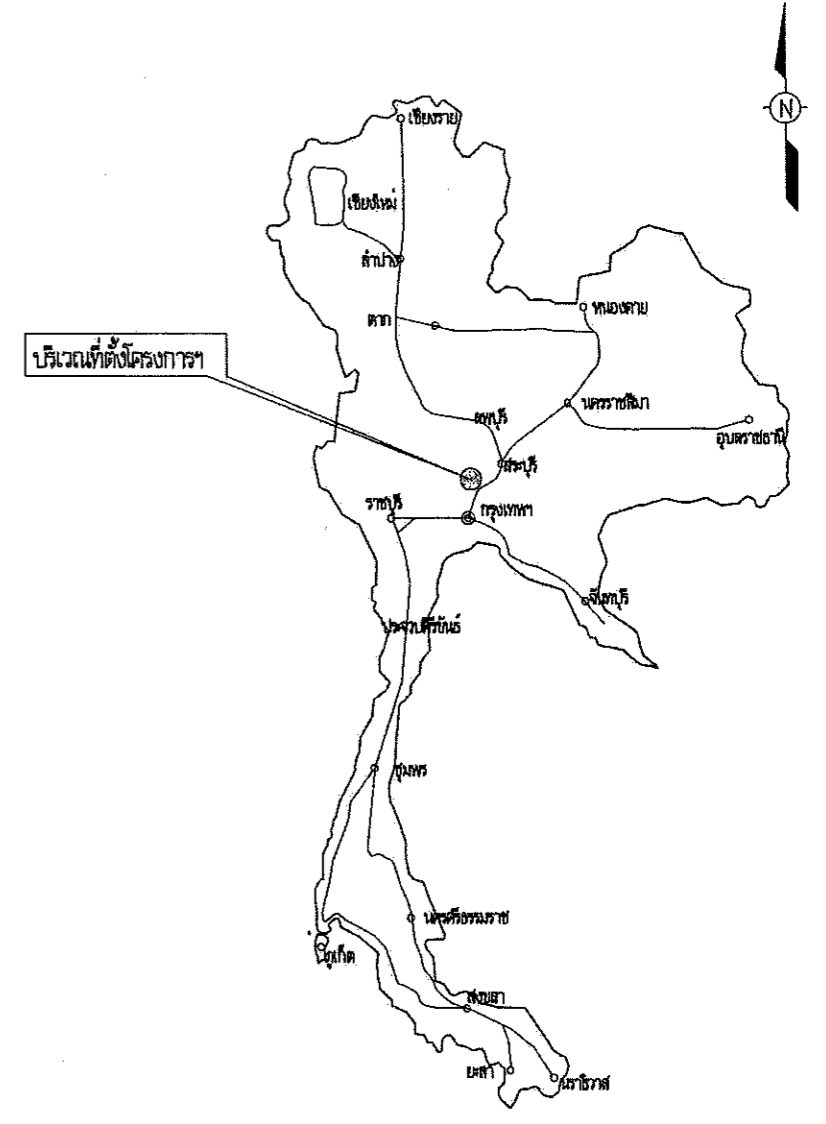 N
เชียงราย
เชียงใหม่
ลำปาง
หนองคาย
ตาก
บริเวณที่ตั้งโครงการฯ
นครราชสีมา
ลพบุรี
อุบลราชธานี
สระบุรี
ราชบุรี
กรุงเทพฯ
จันทบุรี
ประจวบคีรีขันธ์
ชุมพร
นครศรีธรรมราช
ภูเก็ต
สงขลา
ยะลา
นราธิวาส